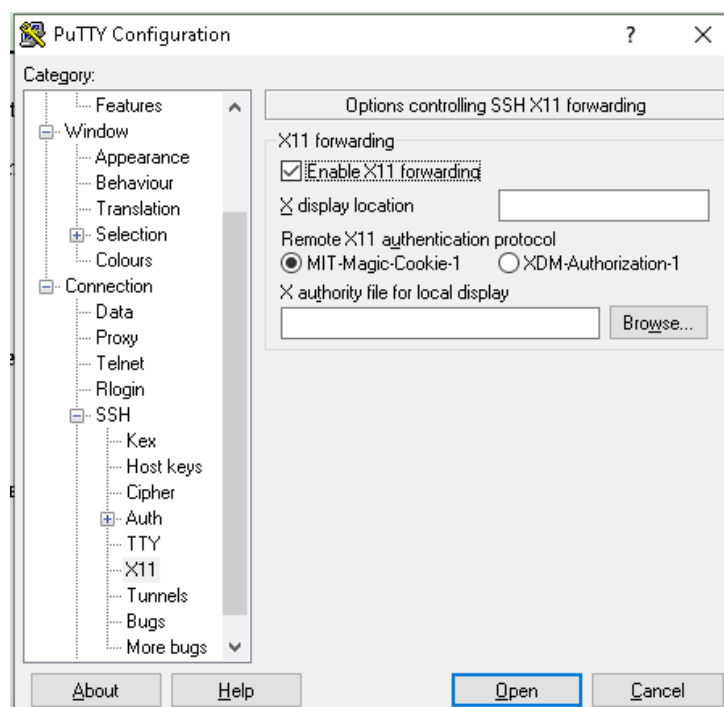 PuTTY Configuration
?
Category:
Features
Window
Appearance
Behaviour
Translation
Selection
Colours
Connection
Data
Proxy
Telnet
Rlogin
SSH
Kex
Host keys
Cipher
Auth
TTY
X11
Tunnels
Bugs
More bugs
Options controlling SSH X11 forwarding
X11 forwarding
Enable X11 forwarding
X display location
Remote X11 authentication protocol
MIT-Magic-Cookie-1 XDM-Authorization-1
X authority file for local display
Browse...
About Help Open Cancel